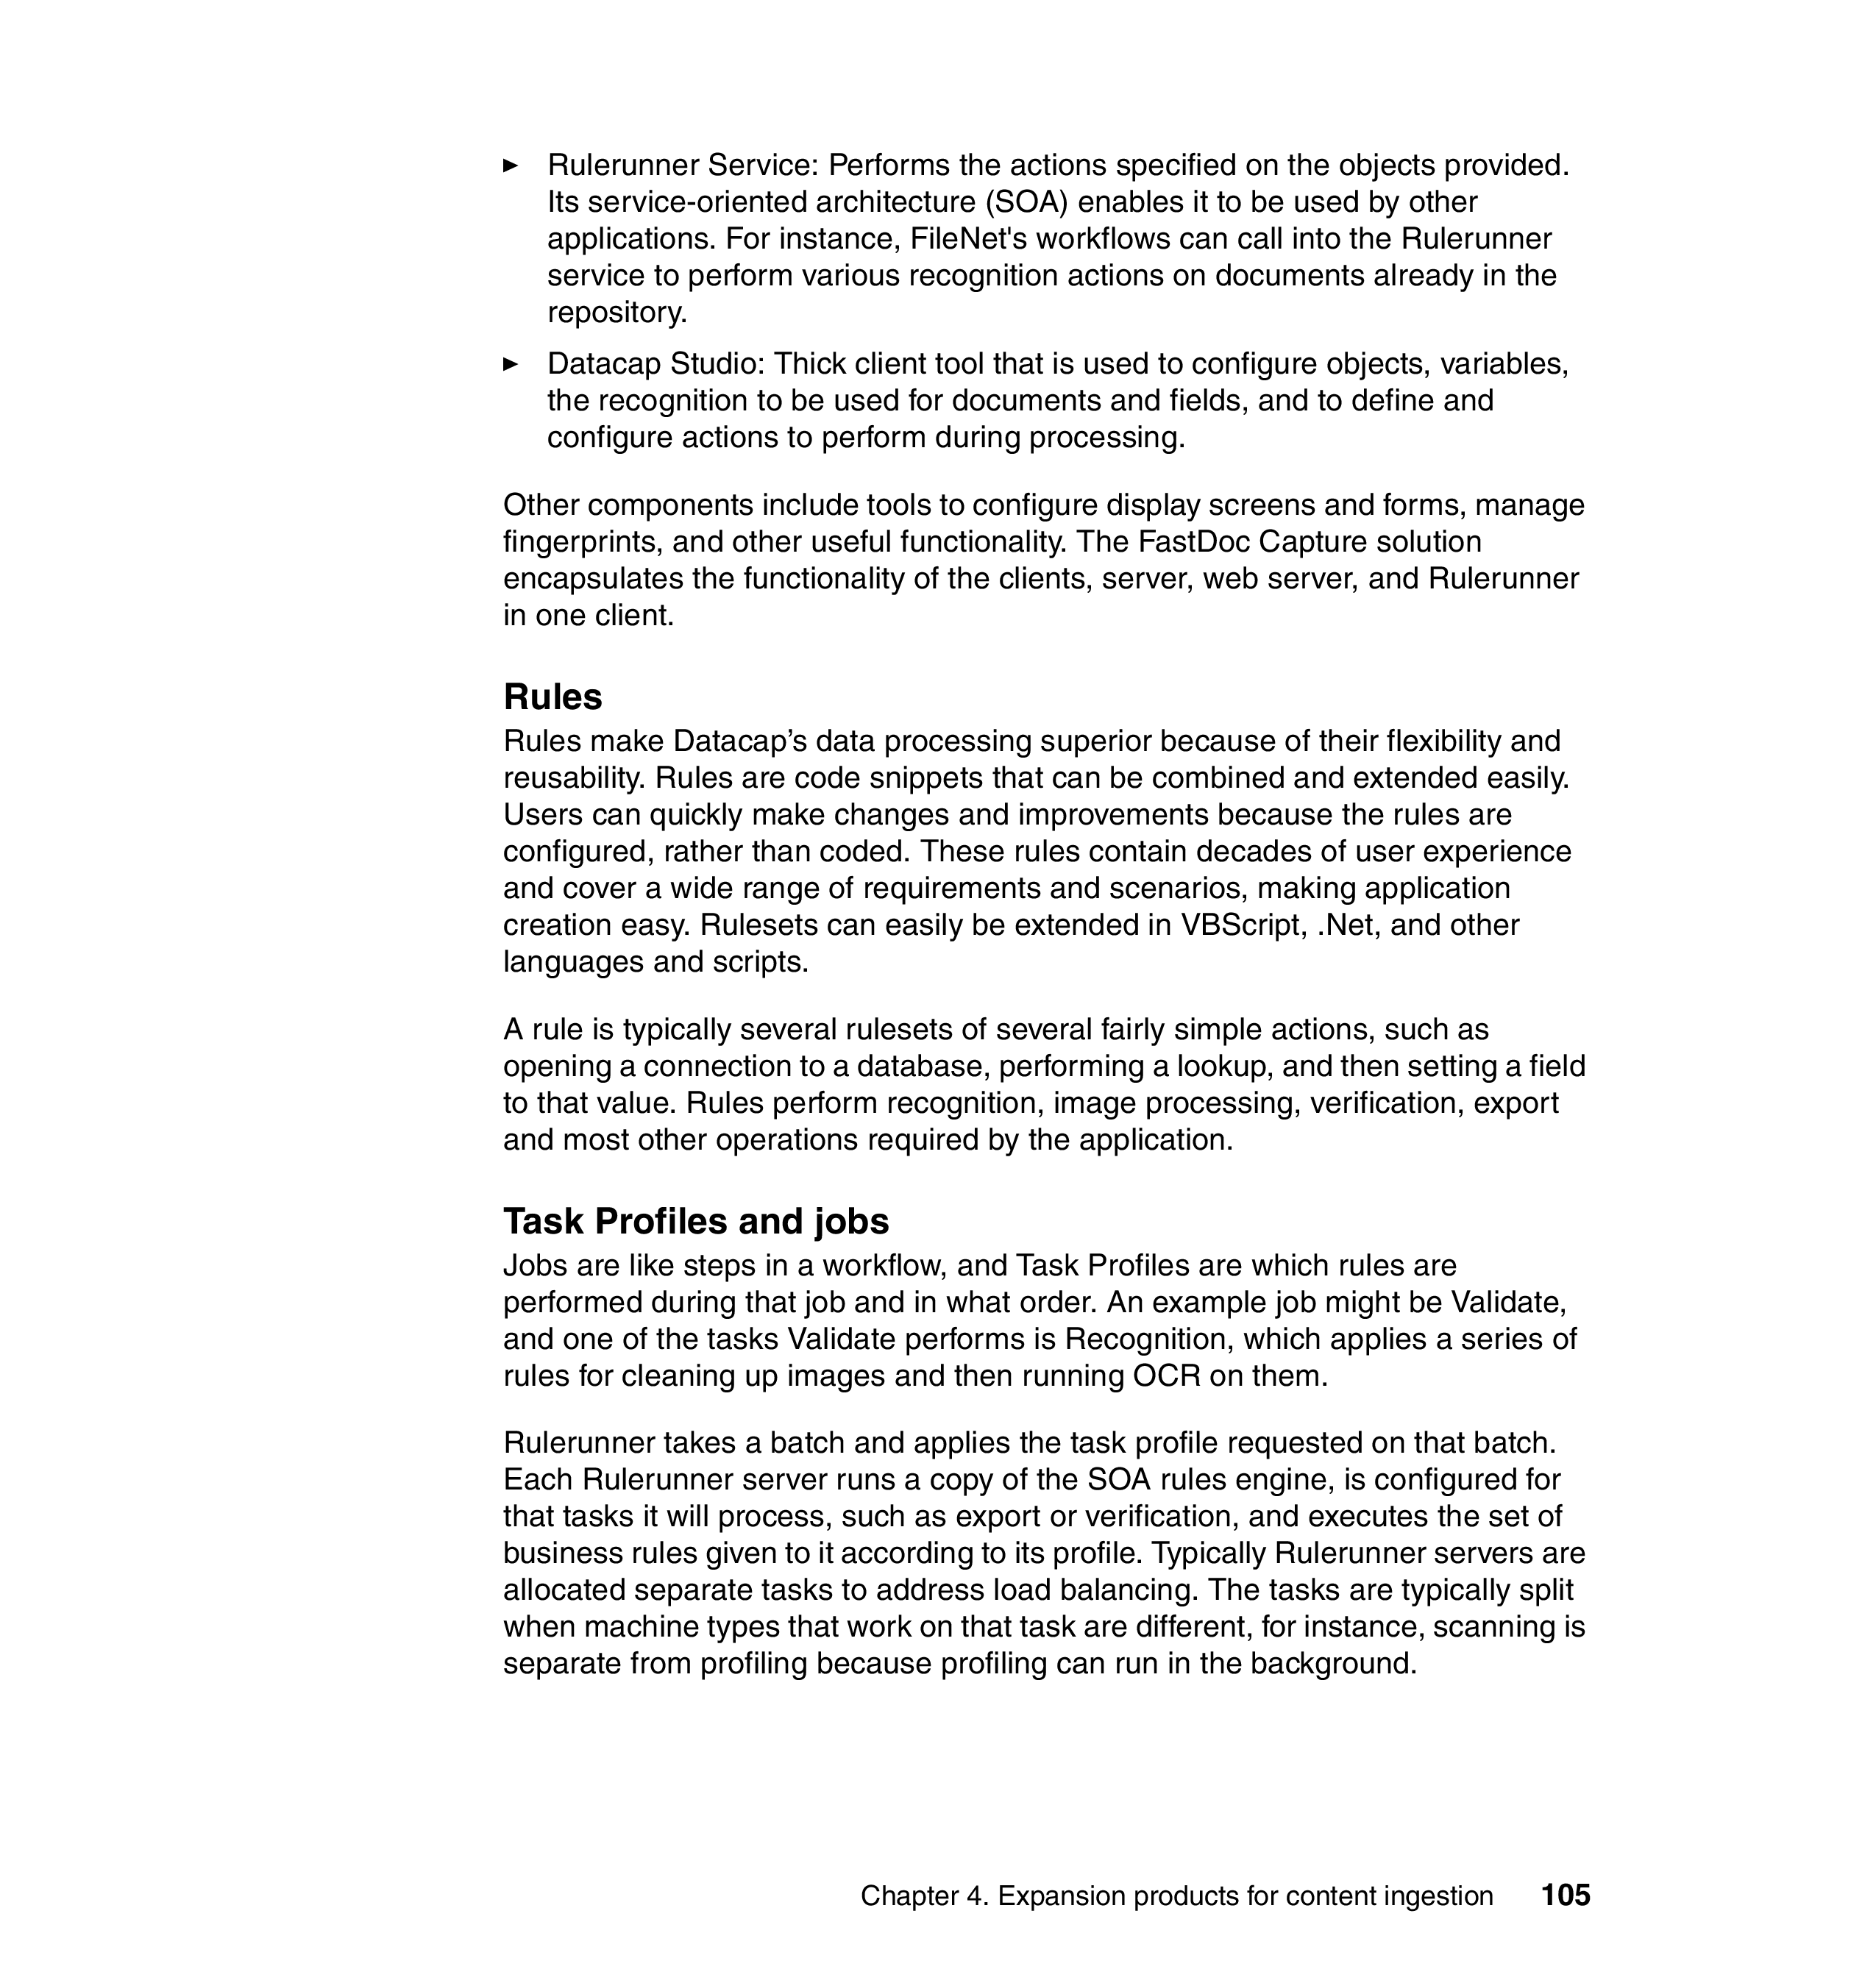 ► Rulerunner Service: Performs the actions specified on the objects provided.
Its service-oriented architecture (SOA) enables it to be used by other
applications. For instance, FileNet's workflows can call into the Rulerunner
service to perform various recognition actions on documents already in the
repository.
► Datacap Studio: Thick client tool that is used to configure objects, variables,
the recognition to be used for documents and fields, and to define and
configure actions to perform during processing.
Other components include tools to configure display screens and forms, manage
fingerprints, and other useful functionality. The FastDoc Capture solution
encapsulates the functionality of the clients, server, web server, and Rulerunner
in one client.
Rules
Rules make Datacap’s data processing superior because of their flexibility and
reusability. Rules are code snippets that can be combined and extended easily.
Users can quickly make changes and improvements because the rules are
configured, rather than coded. These rules contain decades of user experience
and cover a wide range of requirements and scenarios, making application
creation easy. Rulesets can easily be extended in VBScript, .Net, and other
languages and scripts.
A rule is typically several rulesets of several fairly simple actions, such as
opening a connection to a database, performing a lookup, and then setting a field
to that value. Rules perform recognition, image processing, verification, export
and most other operations required by the application.
Task Profiles and jobs
Jobs are like steps in a workflow, and Task Profiles are which rules are
performed during that job and in what order. An example job might be Validate,
and one of the tasks Validate performs is Recognition, which applies a series of
rules for cleaning up images and then running OCR on them.
Rulerunner takes a batch and applies the task profile requested on that batch.
Each Rulerunner server runs a copy of the SOA rules engine, is configured for
that tasks it will process, such as export or verification, and executes the set of
business rules given to it according to its profile. Typically Rulerunner servers are
allocated separate tasks to address load balancing. The tasks are typically split
when machine types that work on that task are different, for instance, scanning is
separate from profiling because profiling can run in the background.
Chapter 4. Expansion products for content ingestion 105